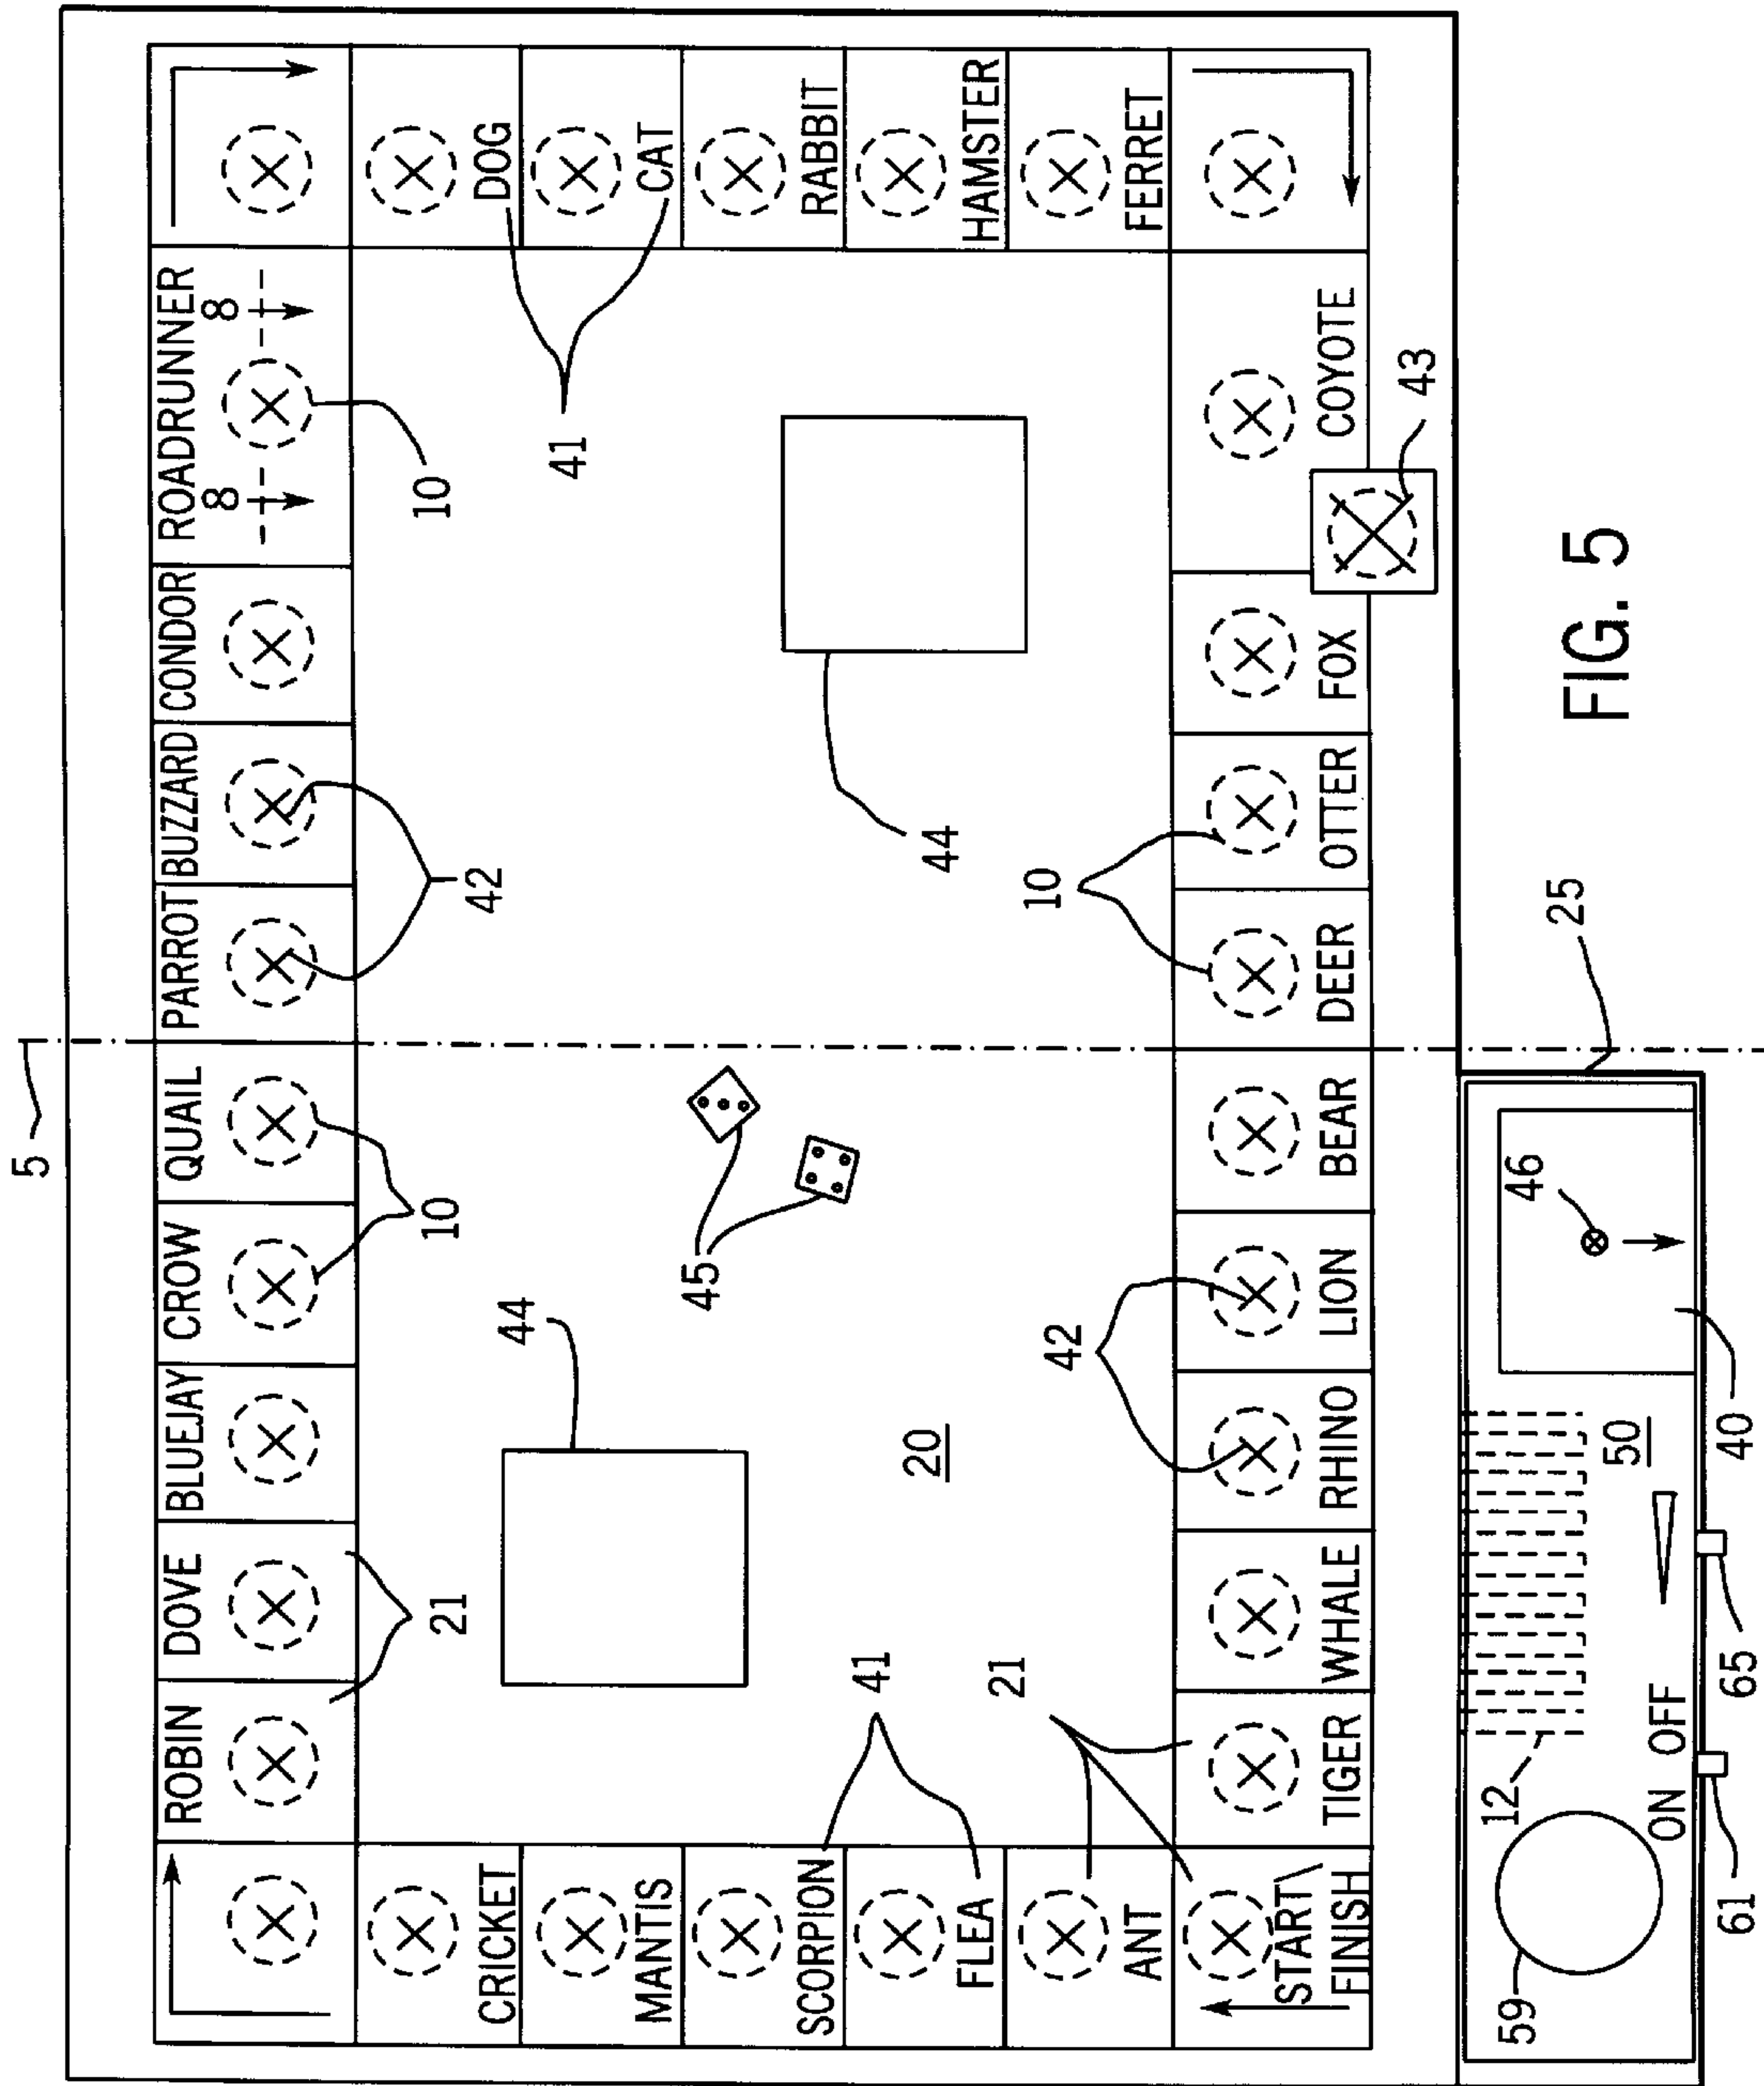 5
ROBIN DOVE BLUEJAY CROW QUAIL PARROT BUZZARD CONDOR ROADRUNNER
8 8
21 10 42 10
CRICKET DOG
44 41
MANTIS CAT
45
SCORPION RABBIT
41
FLEA 20 44 HAMSTER
21 42 10
ANT FERRET
START\
FINISH
TIGER WHALE RHINO LION BEAR DEER OTTER FOX COYOTE
43
59 12 46 25
ON OFF 50
61 65 40
FIG. 5